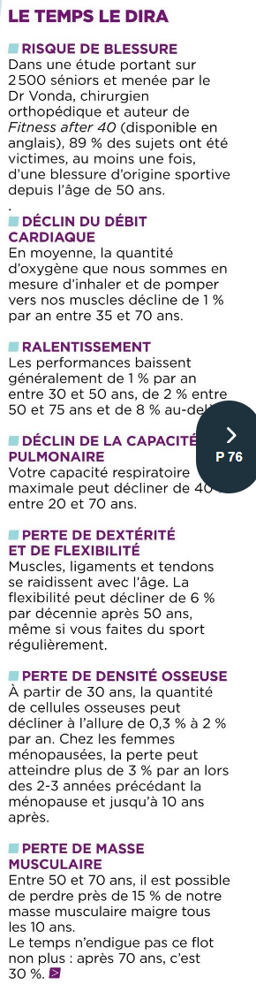 LE TEMPS LE DIRA
RISQUE DE BLESSURE
Dans une étude portant sur
2 500 séniors et menée par le
Dr Vonda, chirurgien
orthopédique et auteur de
Fitness after 40 (disponible en
anglais), 89 % des sujets ont été
victimes, au moins une fois,
d'une blessure d'origine sportive
depuis l'âge de 50 ans.
.
DÉCLIN DU DÉBIT
CARDIAQUE
En moyenne, la quantité
d'oxygène que nous sommes en
mesure d'inhaler et de pomper
vers nos muscles décline de 1 %
par an entre 35 et 70 ans.
RALENTISSEMENT
Les performances baissent
généralement de 1 % par an
entre 30 et 50 ans, de 2 % entre
50 et 75 ans et de 8 %
DÉCLIN DE LA CAPACITÉ
PULMONAIRE
Votre capacité respiratoire
maximale peut décliner de 40
entre 20 et 70 ans.
P 76
PERTE DE DEXTÉRITÉ
ET DE FLEXIBILITÉ
Muscles, ligaments et tendons
se raidissent avec l'âge. La
flexibilité peut décliner de 6 %
par décennie après 50 ans,
même si vous faites du sport
régulièrement.
PERTE DE DENSITÉ OSSEUSE
À partir de 30 ans, la quantité
de cellules osseuses peut
décliner à l'allure de 0,3 % à 2 %
par an. Chez les femmes
ménopausées, la perte peut
atteindre plus de 3 % par an lors
des 2-3 années précédant la
ménopause et jusqu'à 10 ans
après.
PERTE DE MASSE
MUSCULAIRE
Entre 50 et 70 ans, il est possible
de perdre près de 15 % de notre
masse musculaire maigre tous
les 10 ans.
Le temps n'endigue pas ce flot
non plus : après 70 ans, c'est
30 %.